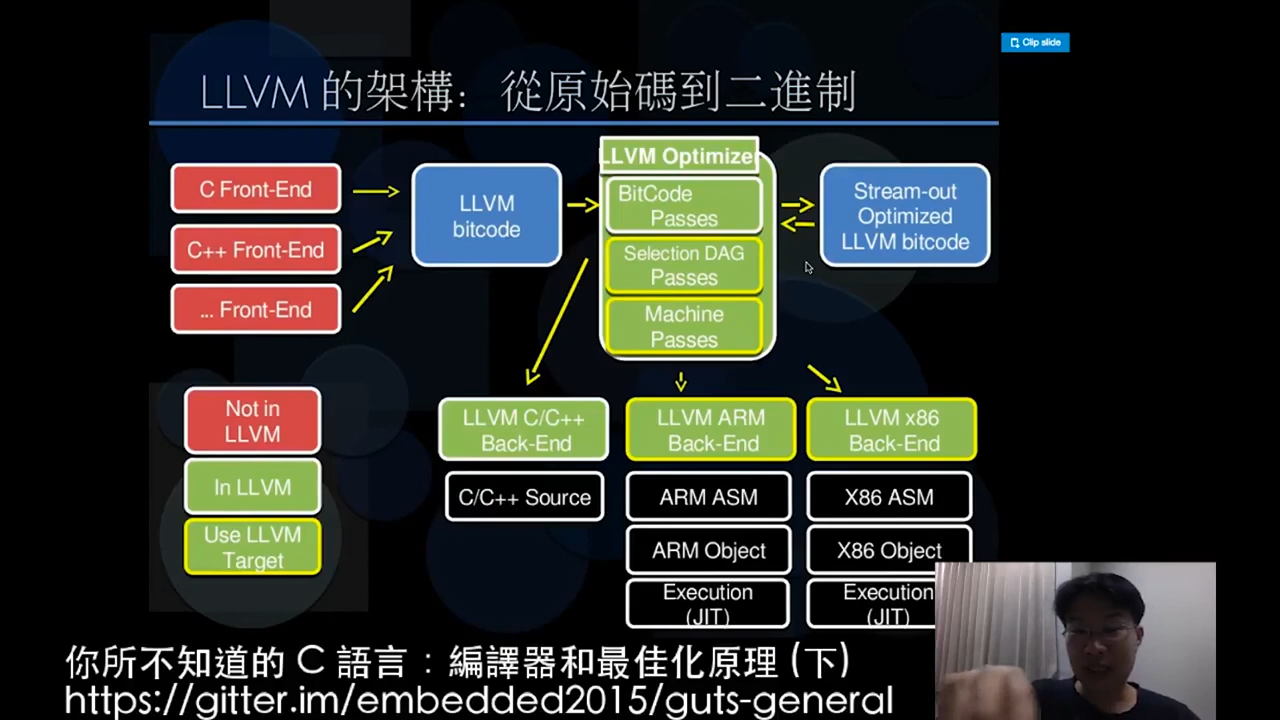 Clip slide
LLVM 的架構: 從原始碼到二進制
C Front-End
C++ Front-End
... Front-End
LLVM
bitcode
LLVM Optimize
BitCode
Passes
Selection DAG
Passes
Machine
Passes
Stream-out
Optimized
LLVM bitcode
Not in
LLVM
In LLVM
Use LLVM
Target
LLVM C/C++
Back-End
C/C++ Source
LLVM ARM
Back-End
ARM ASM
ARM Object
Execution
(JIT)
LLVM x86
Back-End
X86 ASM
X86 Object
Execution
(JIT)
你所不知道的 C 語言 : 編譯器和最佳化原理 (下)
https://gitter.im/embedded2015/guts-general